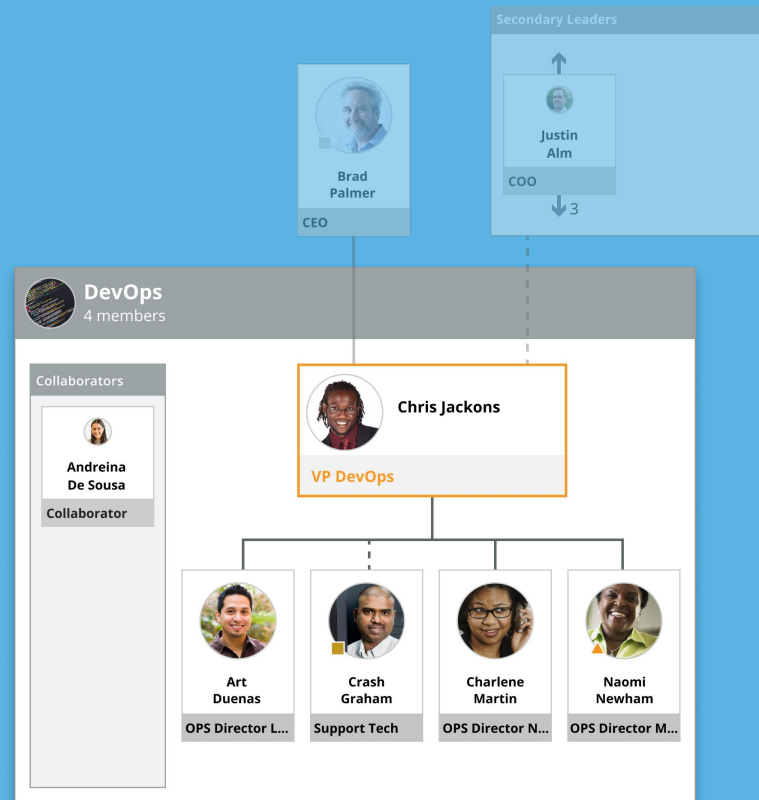 Secondary Leaders
Justin
Alm
COO
3
Brad
Palmer
CEO
DevOps
4 members
Collaborators
Andreina
De Sousa
Collaborator
Chris Jackons
VP DevOps
Art
Duenas
OPS Director L...
Crash
Graham
Support Tech
Charlene
Martin
OPS Director N...
Naomi
Newham
OPS Director M...